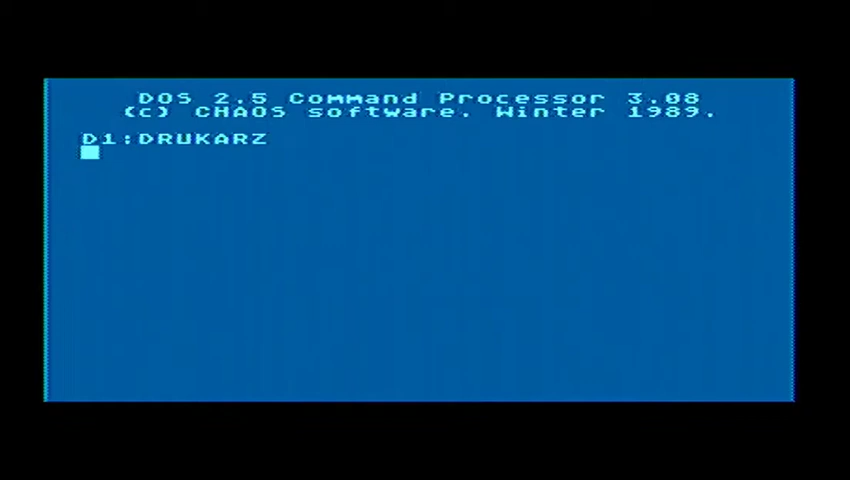 DOS 2.5 Command Processor 3.08
(c) CHAOS software. Winter 1989.
D1:DRUKARZ